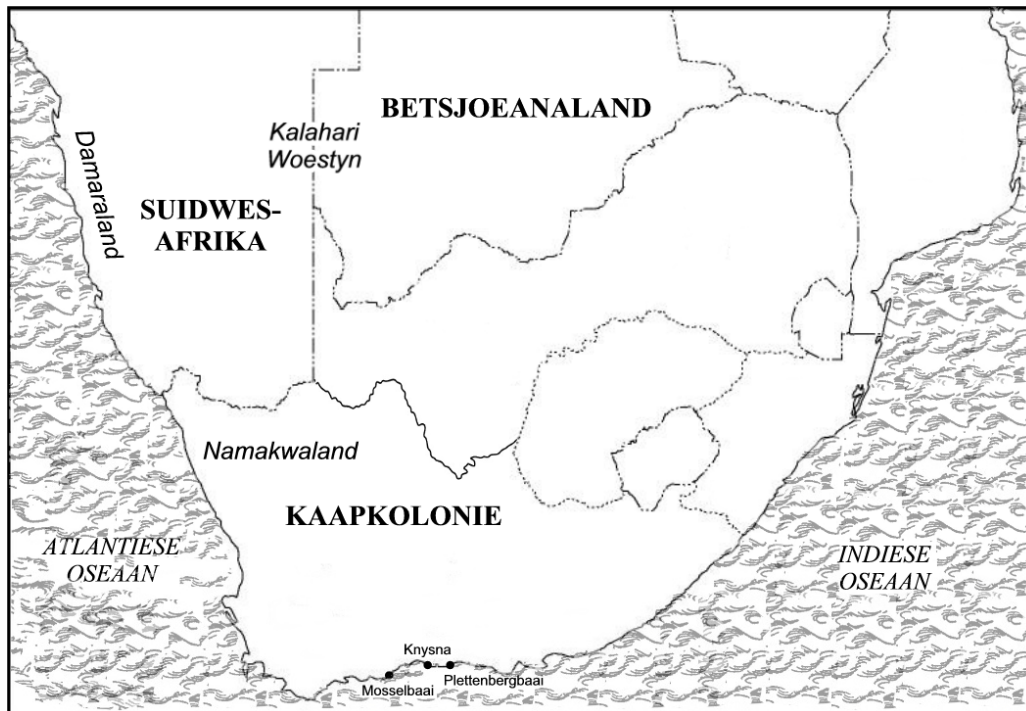 BETSJOEANALAND
Kalahari
Woestyn
Damaraland
SUIDWES-
AFRIKA
Namakwaland
KAAPKOLONIE
ATLANTIESE
OSEAAN
INDIESE
OSEAAN
Knysna
Mosselbaai
Plettenbergbaai